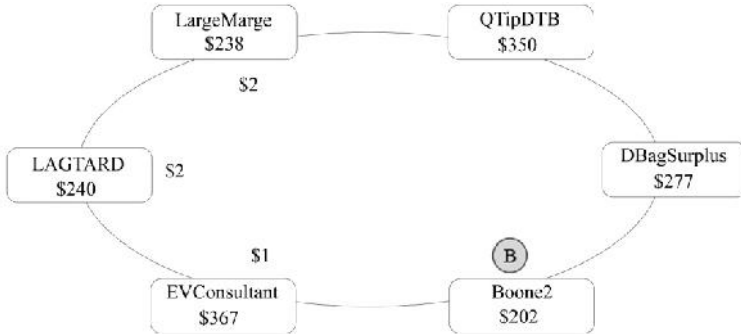 LargeMarge
$238
QTipDTB
$350
$2
LAGTARD
$240
$2
DBagSurplus
$277
$1
B
EVConsultant
$367
Boone2
$202